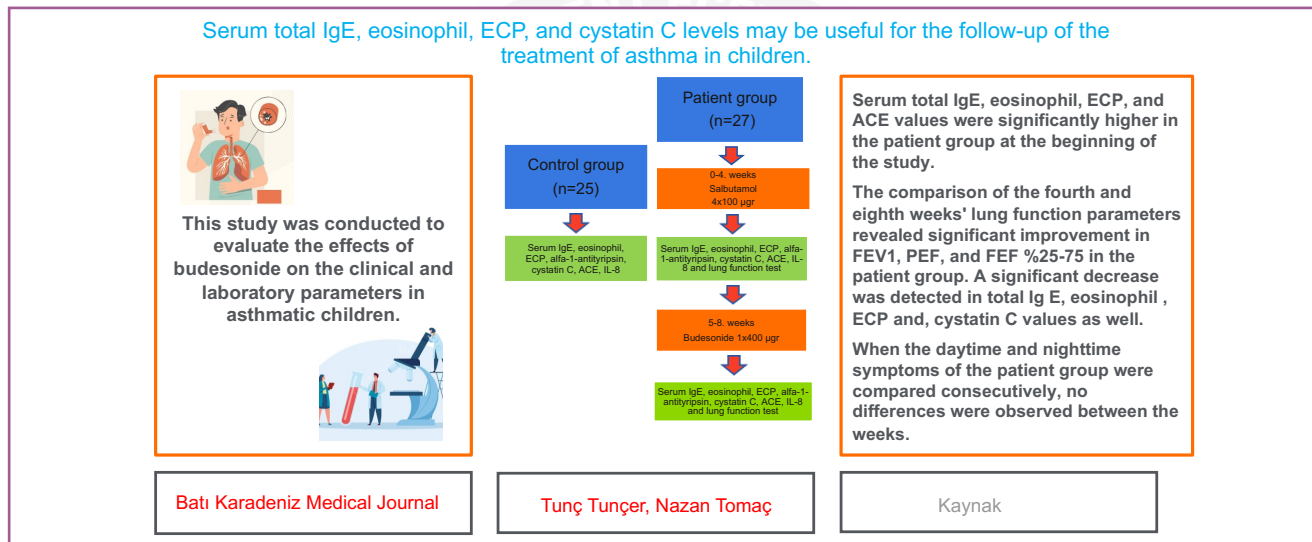 Serum total IgE, eosinophil, ECP, and cystatin C levels may be useful for the follow-up of the
treatment of asthma in children.
This study was conducted to
evaluate the effects of
budesonide on the clinical and
laboratory parameters in
asthmatic children.
Control group
(n=25)
Serum IgE, eosinophil,
ECP, alfa-1-antityripsin,
cystatin C, ACE, IL-8
Patient group
(n=27)
0-4. weeks
Salbutamol
4x100 µgr
Serum IgE, eosinophil, ECP, alfa-
1-antityripsin, cystatin C, ACE, IL-
8 and lung function test
5-8. weeks
Budesonide 1x400 µgr
Serum IgE, eosinophil, ECP, alfa-1-
antityripsin, cystatin C, ACE, IL-8
and lung function test
Serum total IgE, eosinophil, ECP, and
ACE values were significantly higher in
the patient group at the beginning of
the study.
The comparison of the fourth and
eighth weeks' lung function parameters
revealed significant improvement in
FEV1, PEF, and FEF %25-75 in the
patient group. A significant decrease
was detected in total Ig E, eosinophil ,
ECP and, cystatin C values as well.
When the daytime and nighttime
symptoms of the patient group were
compared consecutively, no
differences were observed between the
weeks.
Batı Karadeniz Medical Journal
Tunç Tunçer, Nazan Tomaç
Kaynak